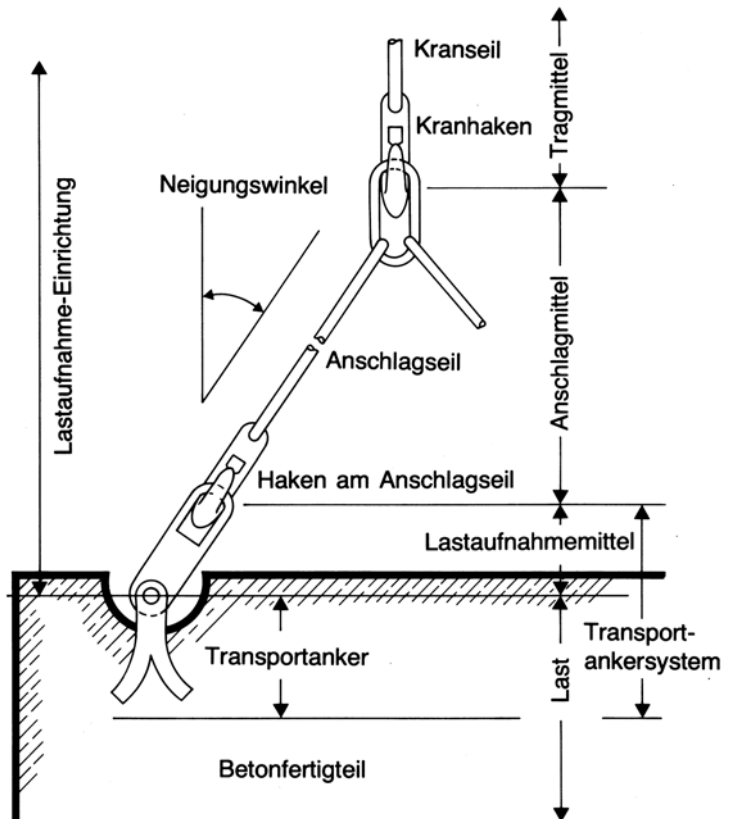 Kranseil
Kranhaken
Tragmittel
Neigungswinkel
Lastaufnahme-Einrichtung
Anschlagmittel
Anschlagseil
Haken am Anschlagseil
Lastaufnahmemittel
Transportanker
Transport-
ankersystem
Last
Betonfertigteil